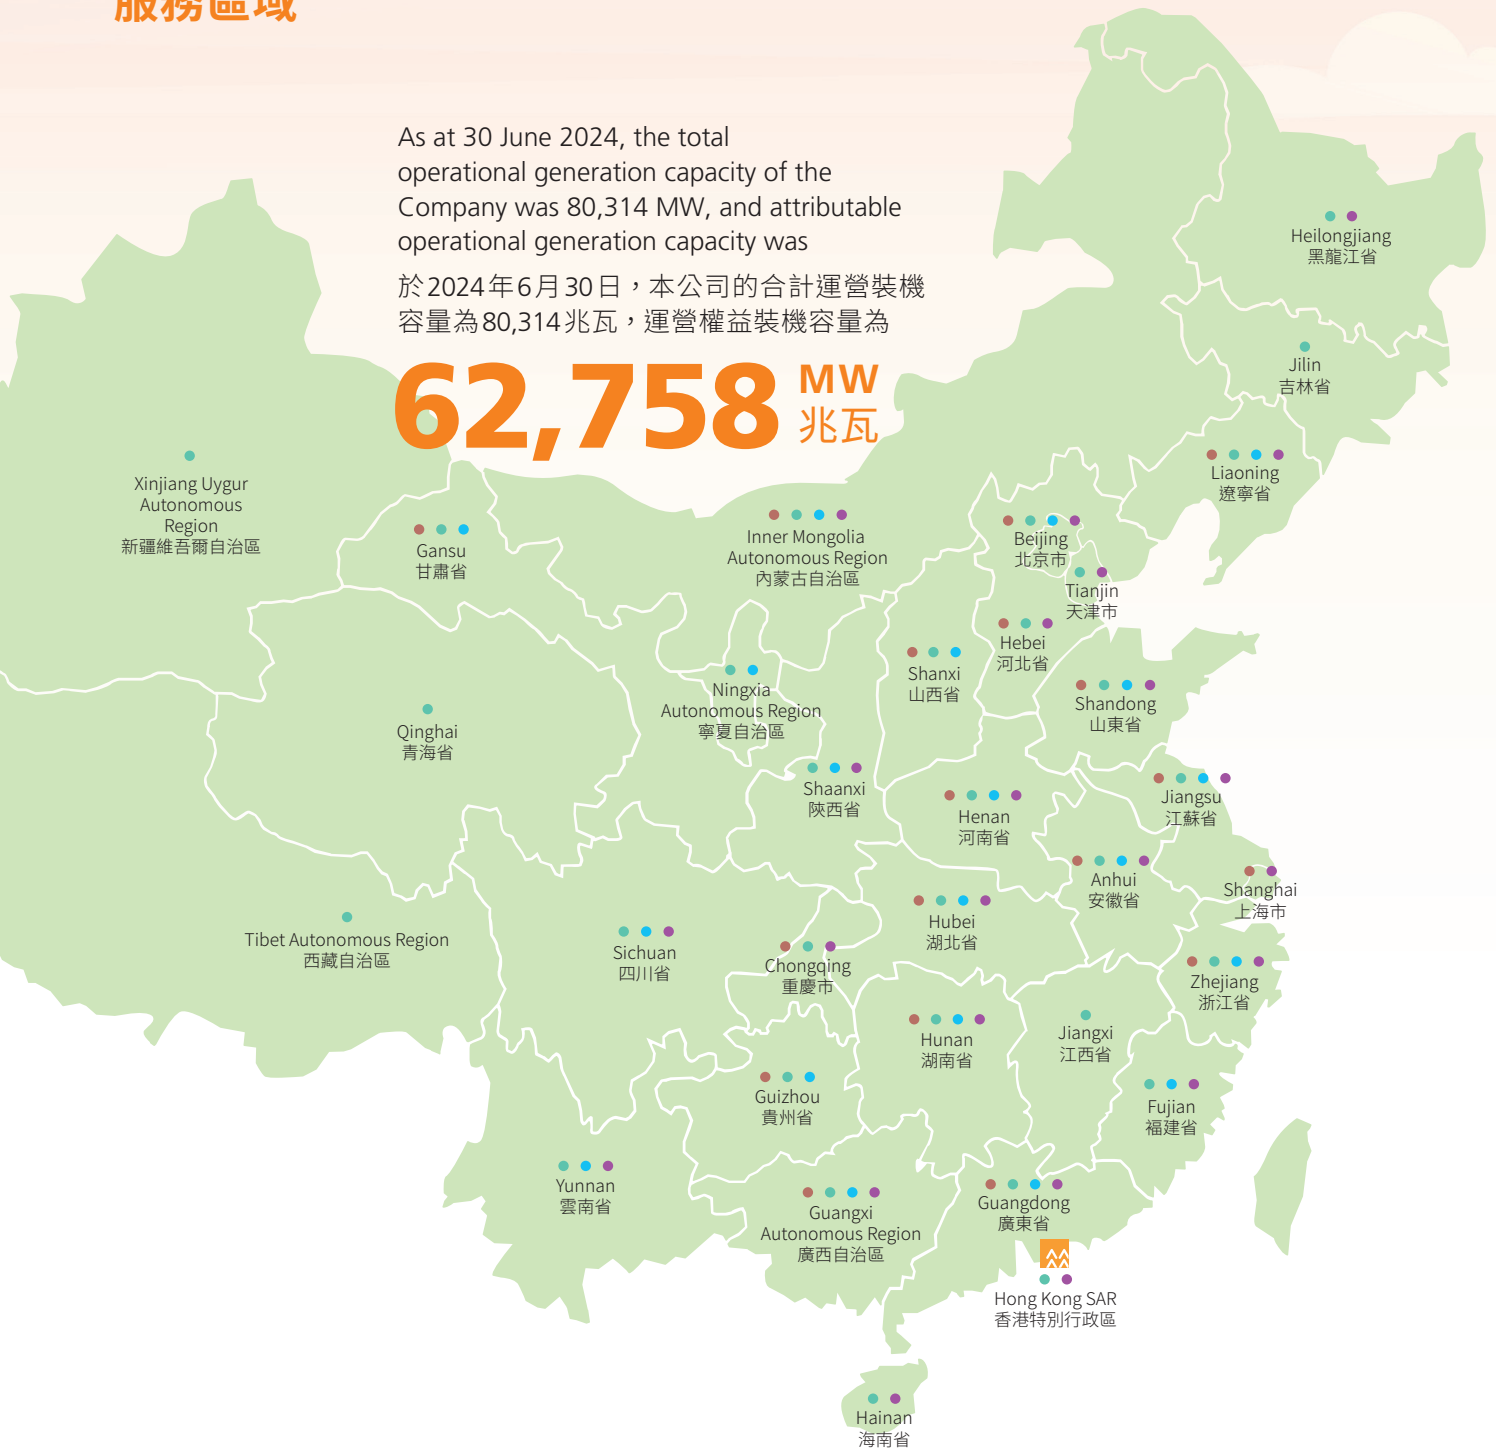 服務區域
As at 30 June 2024, the total
operational generation capacity of the
Company was 80,314 MW, and attributable
operational generation capacity was
於2024年6月30日，本公司的合計運營裝機
容量為80,314兆瓦，運營權益裝機容量為
62,758 MW
兆瓦
Heilongjiang
黑龍江省
Jilin
吉林省
Liaoning
遼寧省
Xinjiang Uygur
Autonomous
Region
新疆維吾爾自治區
Gansu
甘肅省
Inner Mongolia
Autonomous Region
內蒙古自治區
Beijing
北京市
Tianjin
天津市
Hebei
河北省
Shanxi
山西省
Ningxia
Autonomous Region
寧夏自治區
Shandong
山東省
Qinghai
青海省
Shaanxi
陝西省
Henan
河南省
Jiangsu
江蘇省
Anhui
安徽省
Shanghai
上海市
Hubei
湖北省
Tibet Autonomous Region
西藏自治區
Sichuan
四川省
Chongqing
重慶市
Zhejiang
浙江省
Hunan
湖南省
Jiangxi
江西省
Guizhou
貴州省
Fujian
福建省
Yunnan
雲南省
Guangxi
Autonomous Region
廣西自治區
Guangdong
廣東省
Hong Kong SAR
香港特別行政區
Hainan
海南省